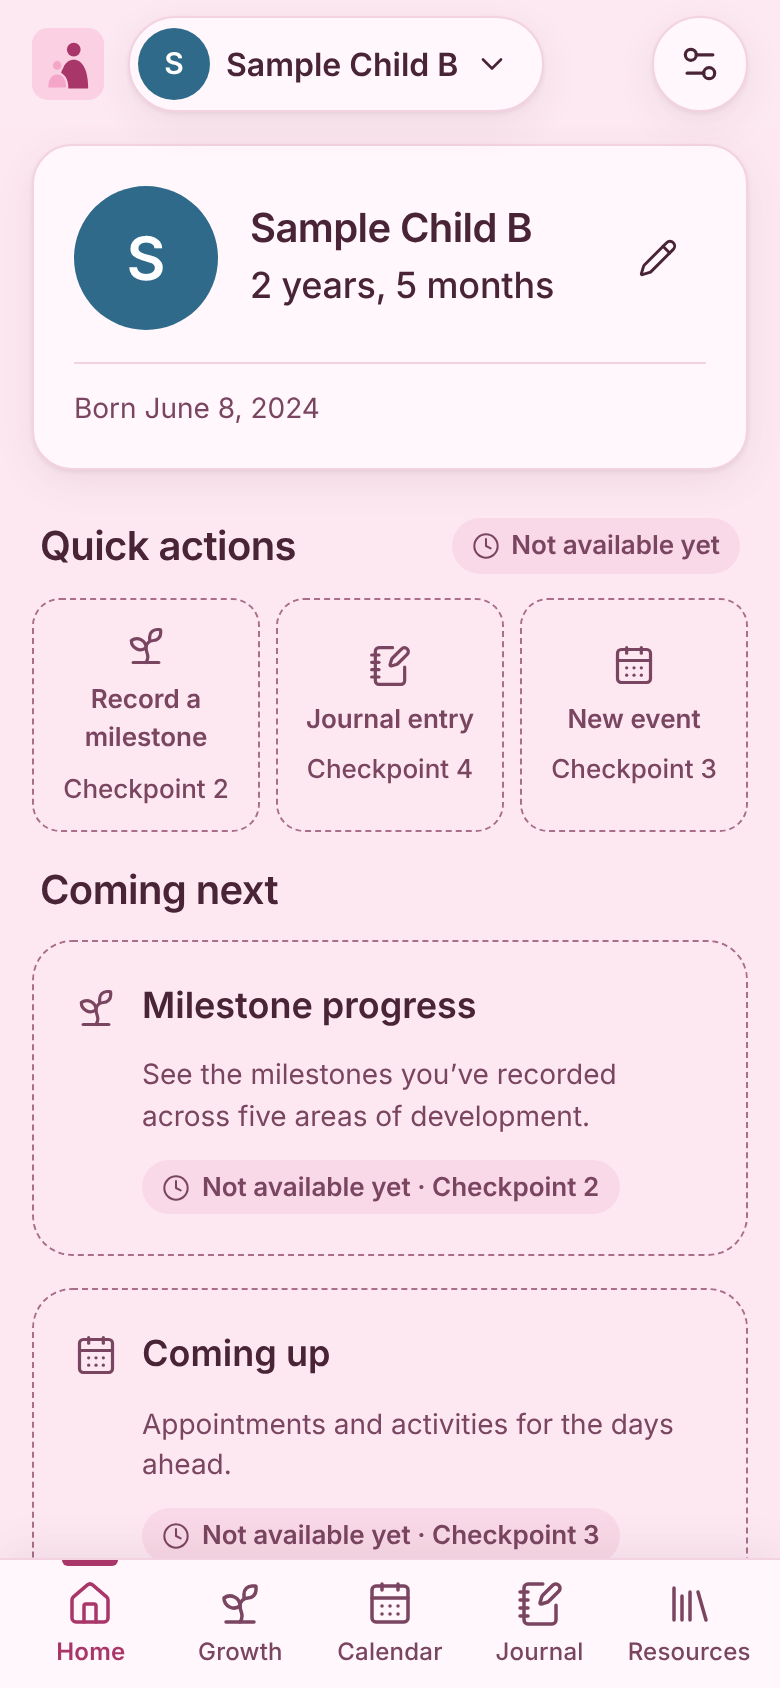 S
Sample Child B
S
Sample Child B
2 years, 5 months
Born June 8, 2024
Quick actions
Not available yet
Record a
milestone
Checkpoint 2
Journal entry
Checkpoint 4
New event
Checkpoint 3
Coming next
Milestone progress
See the milestones you’ve recorded
across five areas of development.
Not available yet · Checkpoint 2
Coming up
Appointments and activities for the days
ahead.
Not available yet · Checkpoint 3
Home
Growth
Calendar
Journal
Resources